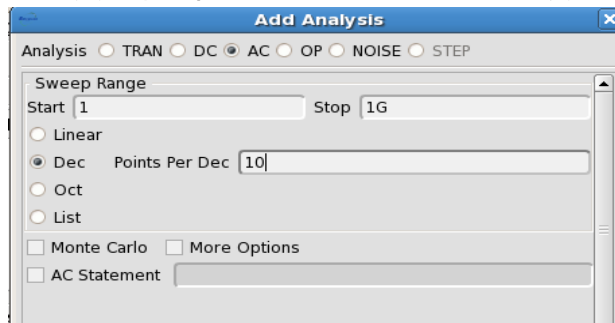 Add Analysis
Analysis TRAN DC AC OP NOISE STEP
Sweep Range
Start 1 Stop 1G
Linear
Dec Points Per Dec 10
Oct
List
Monte Carlo More Options
AC Statement